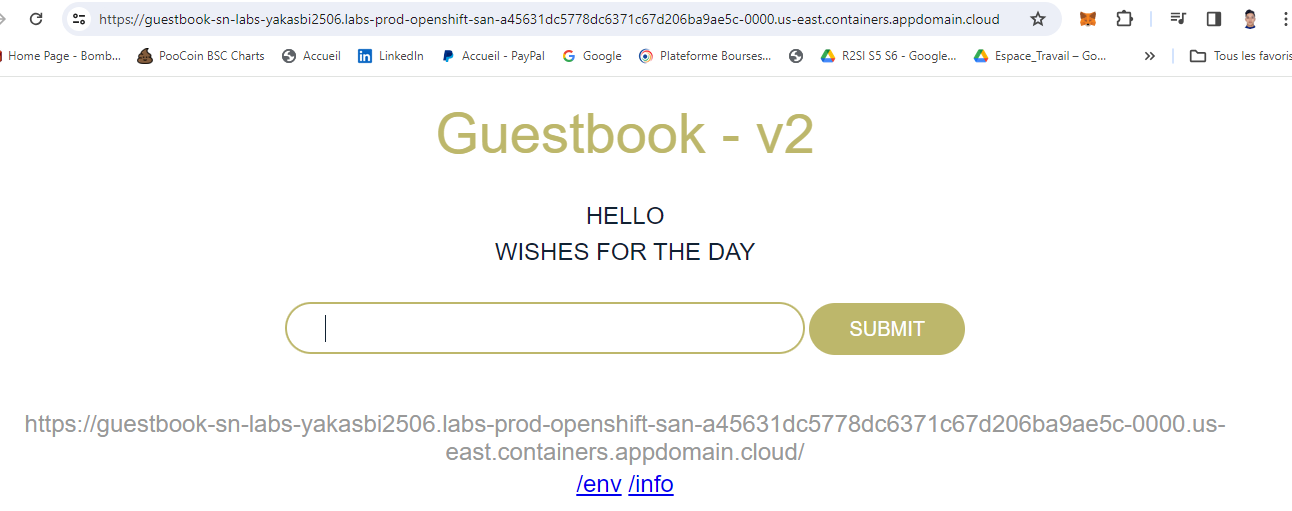 https://guestbook-sn-labs-yakasbi2506.labs-prod-openshift-san-a45631dc5778dc6371c67d206ba9ae5c-0000.us-east.containers.appdomain.cloud
Home Page - Bomb... PooCoin BSC Charts Accueil LinkedIn Accueil - PayPal Google Plateforme Bourses... R2SI S5 S6 - Google... Espace_Travail – Go... » Tous les favoris
Guestbook - v2
HELLO
WISHES FOR THE DAY
SUBMIT
https://guestbook-sn-labs-yakasbi2506.labs-prod-openshift-san-a45631dc5778dc6371c67d206ba9ae5c-0000.us-
east.containers.appdomain.cloud/
/env /info